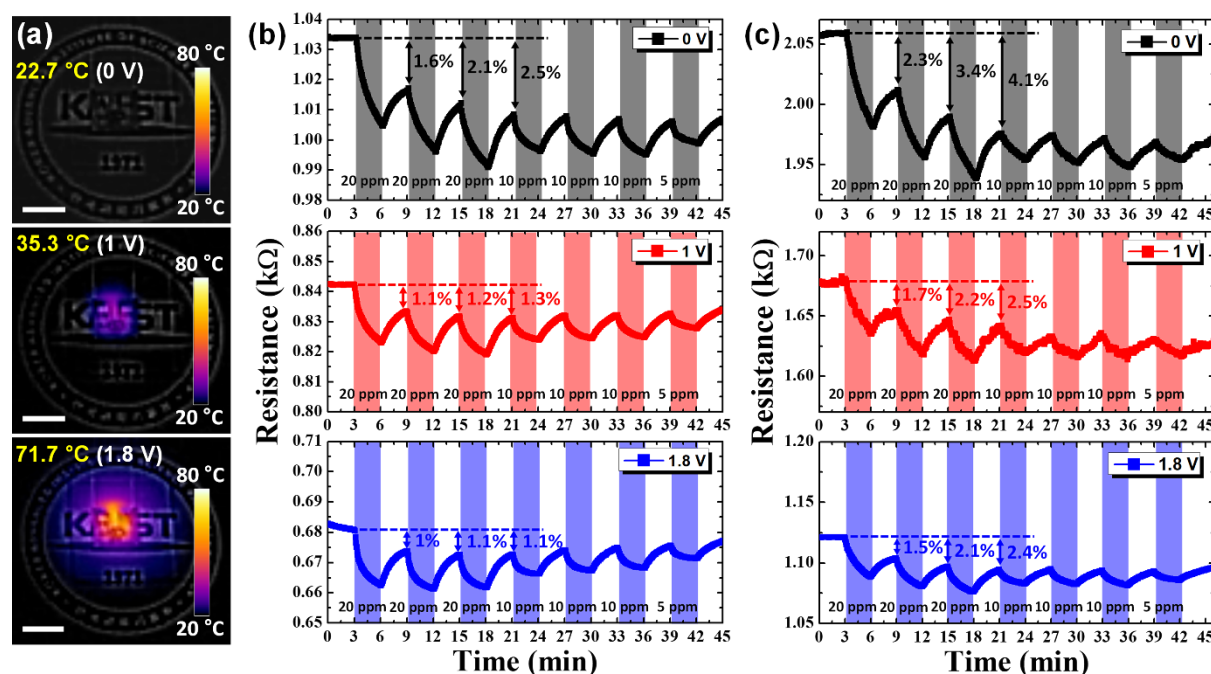 (a)
80 °C
22.7 °C (0 V)
KAIST
1971
20 °C
80 °C
35.3 °C (1 V)
KAIST
1971
20 °C
80 °C
71.7 °C (1.8 V)
KAIST
1971
20 °C
(b)
Resistance (kΩ)
1.04
1.03
1.02
1.01
1.00
0.99
0.98
0 V
1.6%
2.1%
2.5%
20 ppm 20 ppm 20 ppm 10 ppm 10 ppm 10 ppm 5 ppm
0 3 6 9 12 15 18 21 24 27 30 33 36 39 42 45
0.86
0.85
0.84
0.83
0.82
0.81
0.80
1 V
1.1%
1.2%
1.3%
20 ppm 20 ppm 20 ppm 10 ppm 10 ppm 10 ppm 5 ppm
0 3 6 9 12 15 18 21 24 27 30 33 36 39 42 45
0.71
0.70
0.69
0.68
0.67
0.66
0.65
1.8 V
1%
1.1%
1.1%
20 ppm 20 ppm 20 ppm 10 ppm 10 ppm 10 ppm 5 ppm
0 3 6 9 12 15 18 21 24 27 30 33 36 39 42 45
Time (min)
(c)
Resistance (kΩ)
2.05
2.00
1.95
0 V
2.3%
3.4%
4.1%
20 ppm 20 ppm 20 ppm 10 ppm 10 ppm 10 ppm 5 ppm
0 3 6 9 12 15 18 21 24 27 30 33 36 39 42 45
1.70
1.65
1.60
1 V
1.7%
2.2%
2.5%
20 ppm 20 ppm 20 ppm 10 ppm 10 ppm 10 ppm 5 ppm
0 3 6 9 12 15 18 21 24 27 30 33 36 39 42 45
1.20
1.15
1.10
1.05
1.8 V
1.5%
2.1%
2.4%
20 ppm 20 ppm 20 ppm 10 ppm 10 ppm 10 ppm 5 ppm
0 3 6 9 12 15 18 21 24 27 30 33 36 39 42 45
Time (min)